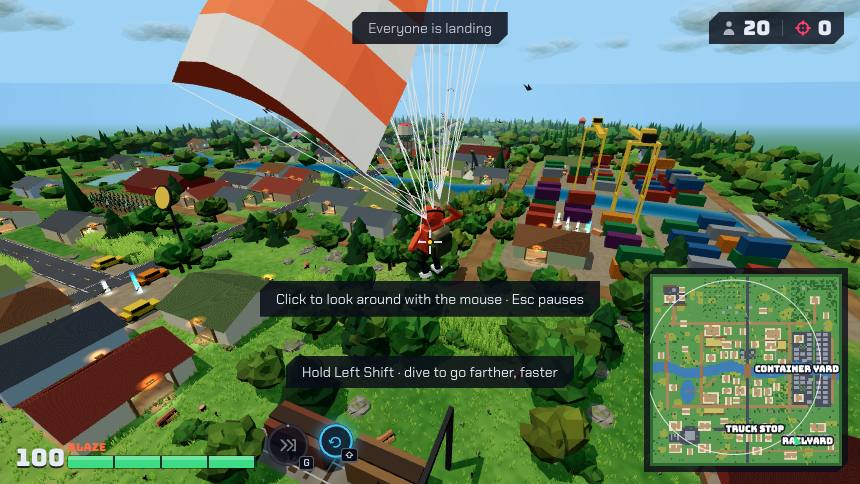 Everyone is landing
20
0
Click to look around with the mouse · Esc pauses
Hold Left Shift · dive to go farther, faster
CONTAINER YARD
TRUCK STOP
RAILYARD
100
BLAZE
G